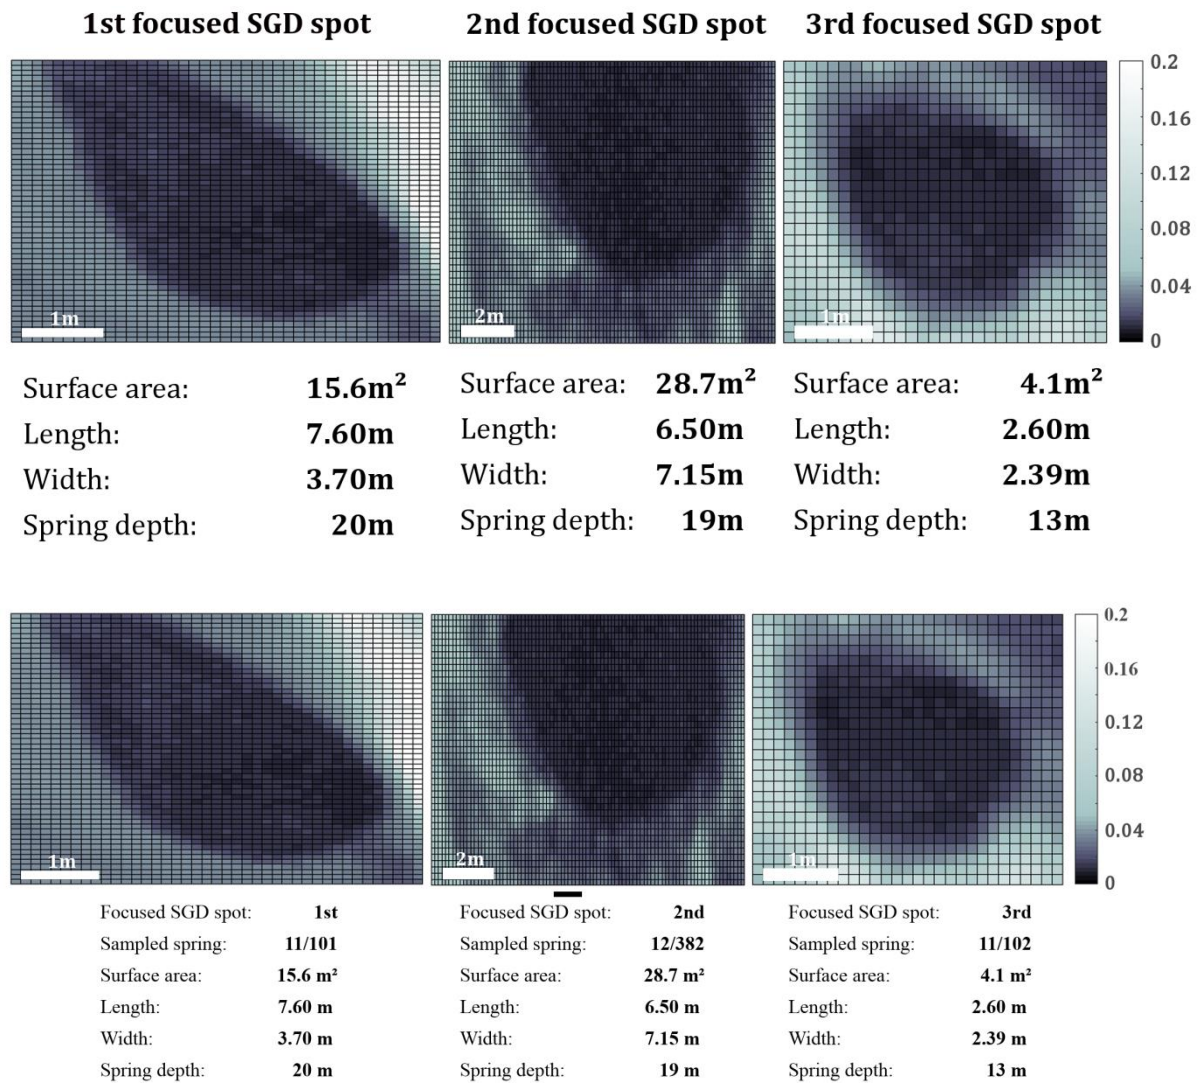 1st focused SGD spot 2nd focused SGD spot 3rd focused SGD spot
0.2
0.16
0.12
0.08
0.04
0
1m 2m 1m
Surface area: 15.6m² Surface area: 28.7m² Surface area: 4.1m²
Length: 7.60m Length: 6.50m Length: 2.60m
Width: 3.70m Width: 7.15m Width: 2.39m
Spring depth: 20m Spring depth: 19m Spring depth: 13m
0.2
0.16
0.12
0.08
0.04
0
1m 2m 1m
Focused SGD spot: 1st Focused SGD spot: 2nd Focused SGD spot: 3rd
Sampled spring: 11/101 Sampled spring: 12/382 Sampled spring: 11/102
Surface area: 15.6 m² Surface area: 28.7 m² Surface area: 4.1 m²
Length: 7.60 m Length: 6.50 m Length: 2.60 m
Width: 3.70 m Width: 7.15 m Width: 2.39 m
Spring depth: 20 m Spring depth: 19 m Spring depth: 13 m